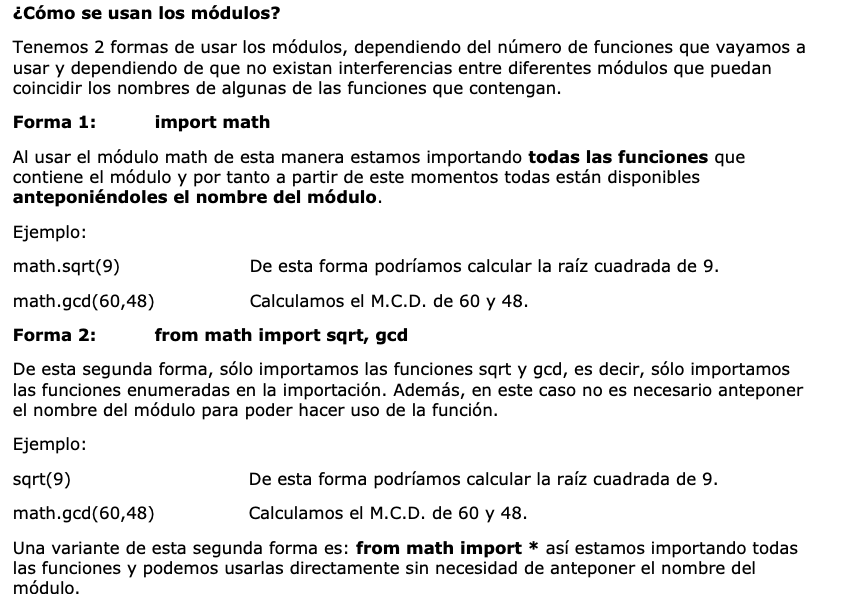 ¿Cómo se usan los módulos?
Tenemos 2 formas de usar los módulos, dependiendo del número de funciones que vayamos a
usar y dependiendo de que no existan interferencias entre diferentes módulos que puedan
coincidir los nombres de algunas de las funciones que contengan.
Forma 1: import math
Al usar el módulo math de esta manera estamos importando todas las funciones que
contiene el módulo y por tanto a partir de este momentos todas están disponibles
anteponiéndoles el nombre del módulo.
Ejemplo:
math.sqrt(9) De esta forma podríamos calcular la raíz cuadrada de 9.
math.gcd(60,48) Calculamos el M.C.D. de 60 y 48.
Forma 2: from math import sqrt, gcd
De esta segunda forma, sólo importamos las funciones sqrt y gcd, es decir, sólo importamos
las funciones enumeradas en la importación. Además, en este caso no es necesario anteponer
el nombre del módulo para poder hacer uso de la función.
Ejemplo:
sqrt(9) De esta forma podríamos calcular la raíz cuadrada de 9.
math.gcd(60,48) Calculamos el M.C.D. de 60 y 48.
Una variante de esta segunda forma es: from math import * así estamos importando todas
las funciones y podemos usarlas directamente sin necesidad de anteponer el nombre del
módulo.